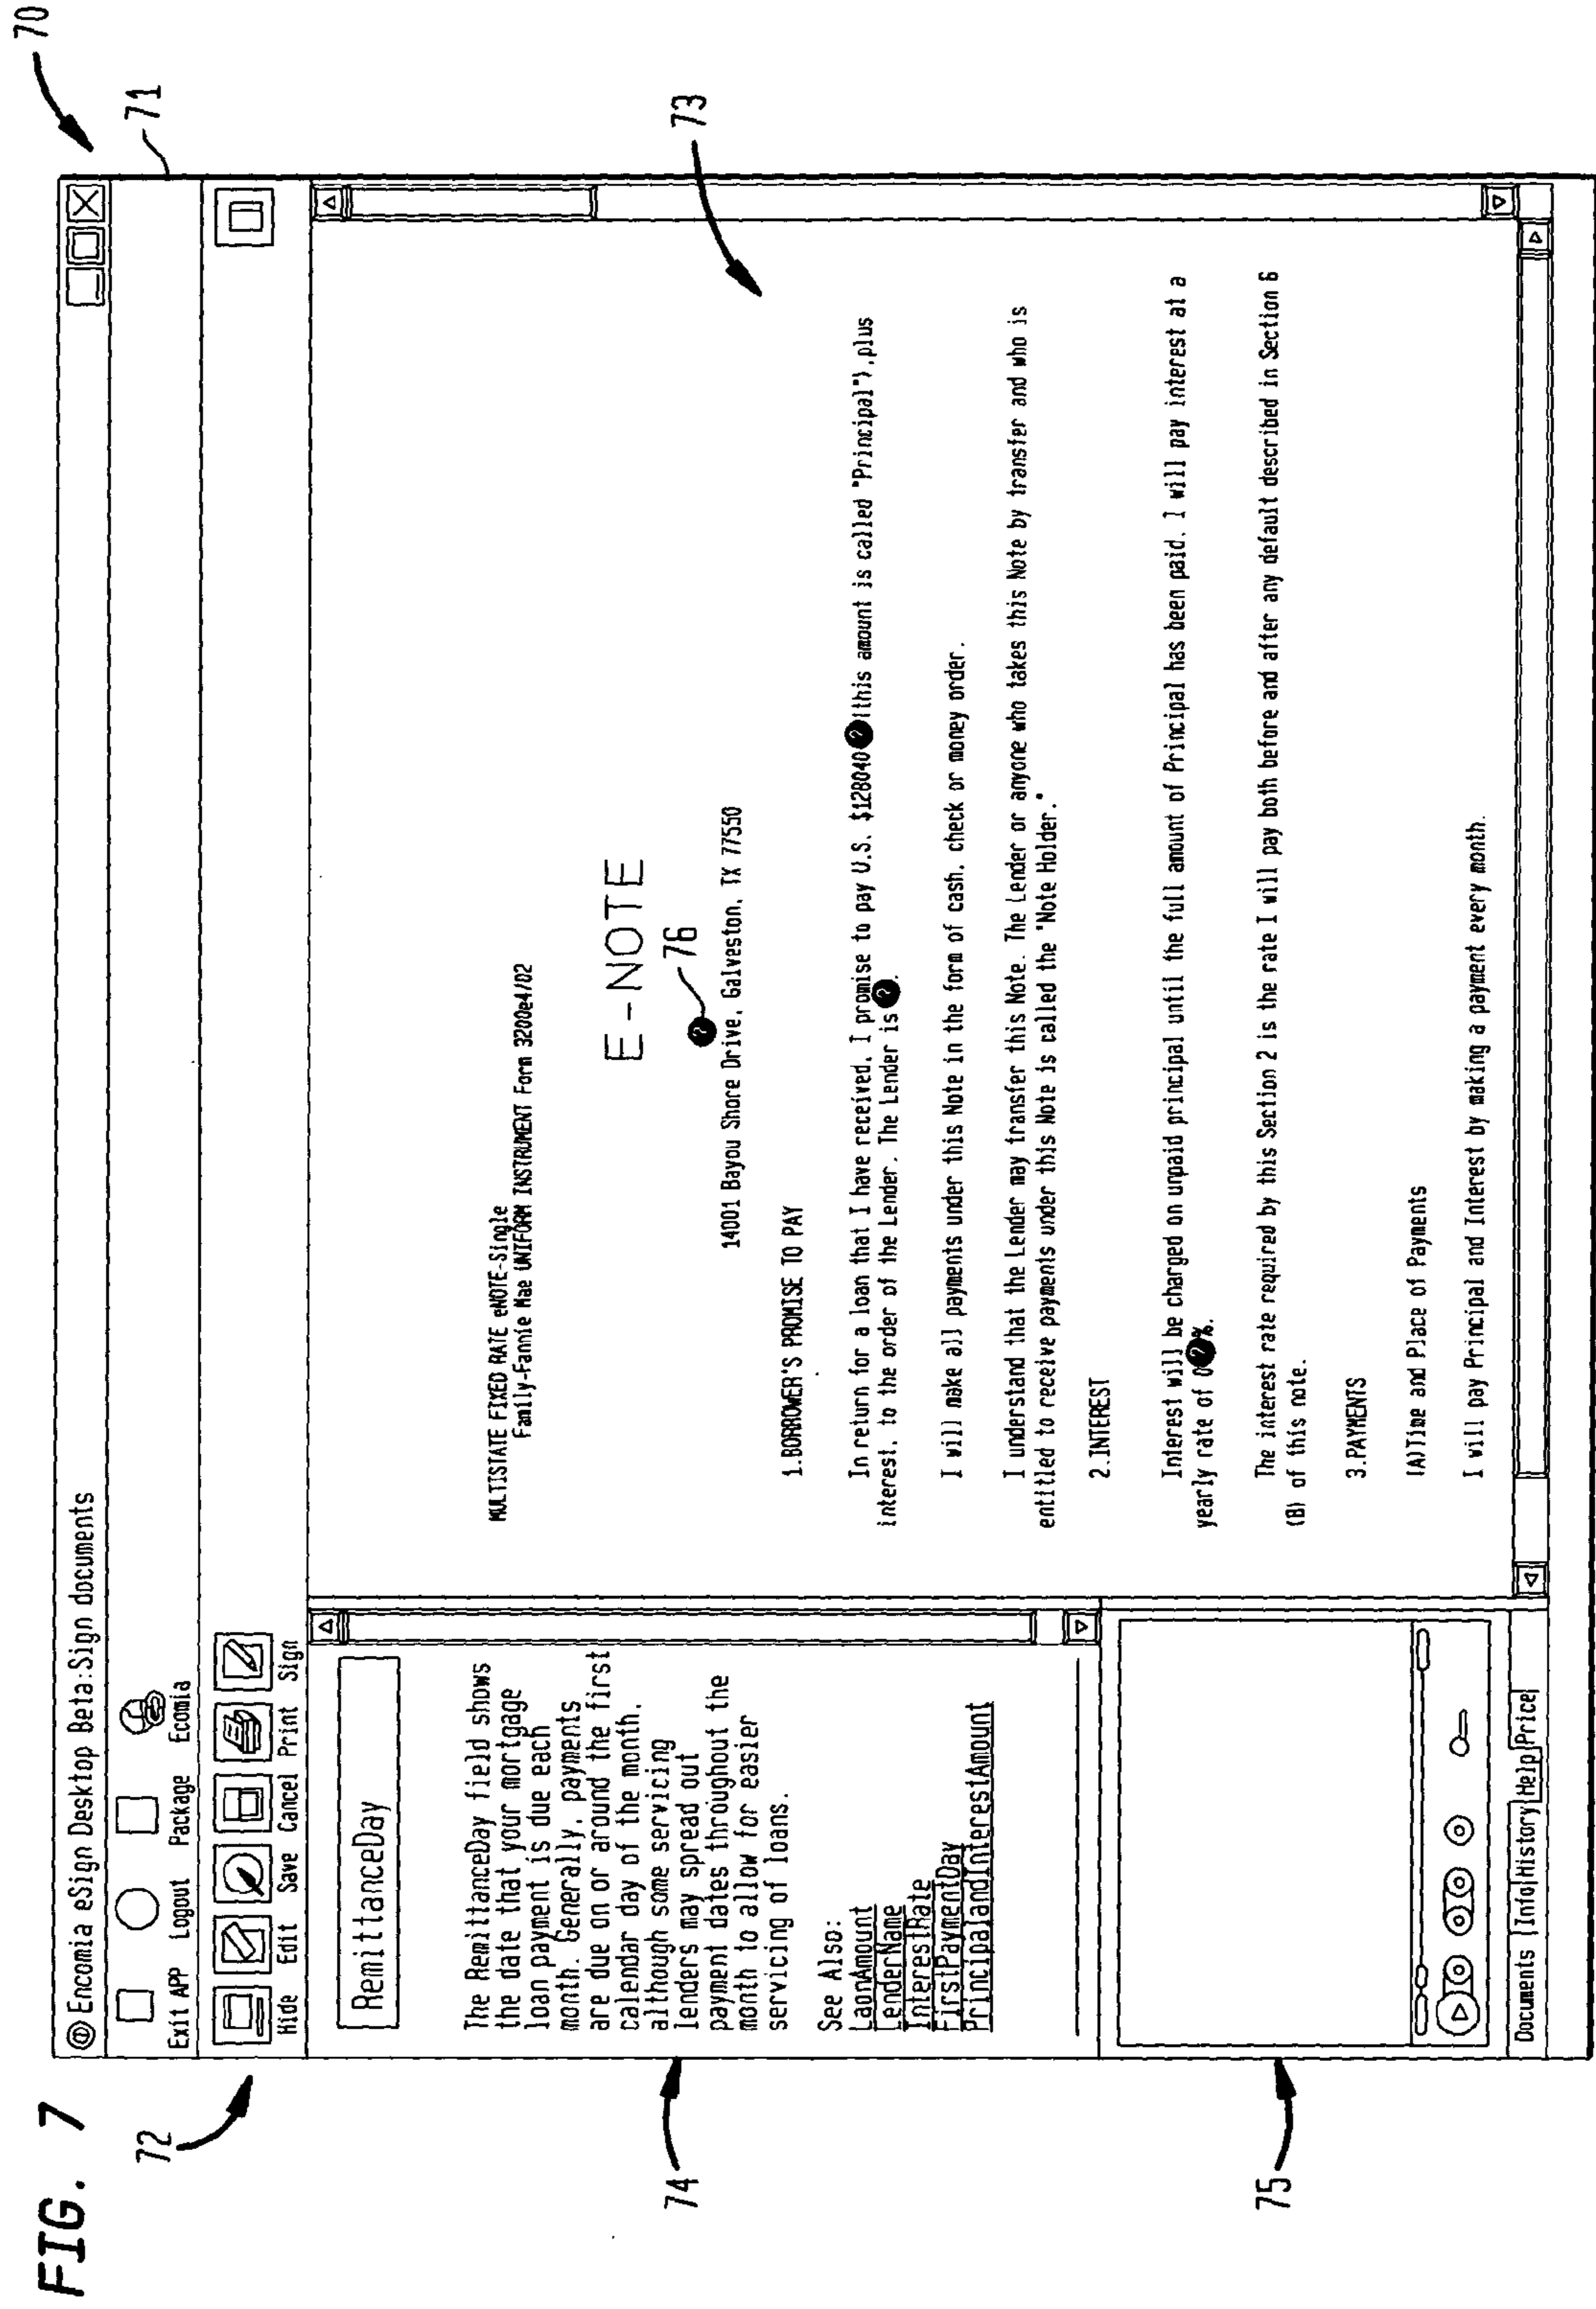 FIG. 7
70
71
72
@ Encomia eSign Desktop Beta:Sign documents
Exit APP Logout Package Ecomia
Hide Edit Save Cancel Print Sign
74
RemittanceDay
The RemittanceDay field shows
the date that your mortgage
loan payment is due each
month. Generally, payments
are due on or around the first
calendar day of the month,
although some servicing
lenders may spread out
payment dates throughout the
month to allow for easier
servicing of loans.
See Also:
LaonAmount
LenderName
InterestRate
FirstPaymentDay
PrincipalandInterestAmount
75
Documents Info History Help Price
73
MULTISTATE FIXED RATE eNOTE-Single
Family-Fannie Mae UNIFORM INSTRUMENT Form 3200e4/02
E-NOTE
? 76
14001 Bayou Shore Drive, Galveston, TX 77550
1.BORROWER'S PROMISE TO PAY
In return for a loan that I have received, I promise to pay U.S. $128040 ? (this amount is called "Principal"),plus
interest, to the order of the Lender. The Lender is ?.
I will make all payments under this Note in the form of cash, check or money order.
I understand that the Lender may transfer this Note. The Lender or anyone who takes this Note by transfer and who is
entitled to receive payments under this Note is called the "Note Holder."
2.INTEREST
Interest will be charged on unpaid principal until the full amount of Principal has been paid. I will pay interest at a
yearly rate of 0 ? %.
The interest rate required by this Section 2 is the rate I will pay both before and after any default described in Section 6
(B) of this note.
3.PAYMENTS
(A)Time and Place of Payments
I will pay Principal and Interest by making a payment every month.